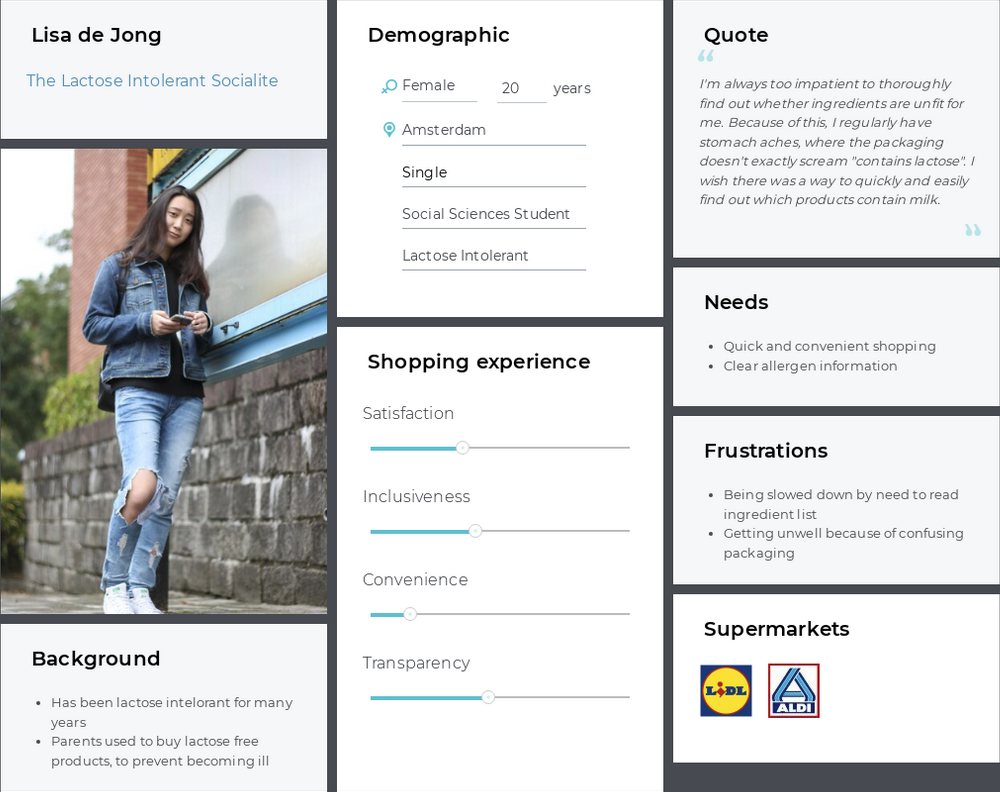 Lisa de Jong
The Lactose Intolerant Socialite
Background
• Has been lactose intelorant for many
years
• Parents used to buy lactose free
products, to prevent becoming ill
Demographic
Female 20 years
Amsterdam
Single
Social Sciences Student
Lactose Intolerant
Shopping experience
Satisfaction
Inclusiveness
Convenience
Transparency
Quote
“
I'm always too impatient to thoroughly
find out whether ingredients are unfit for
me. Because of this, I regularly have
stomach aches, where the packaging
doesn't exactly scream "contains lactose". I
wish there was a way to quickly and easily
find out which products contain milk.
”
Needs
• Quick and convenient shopping
• Clear allergen information
Frustrations
• Being slowed down by need to read
ingredient list
• Getting unwell because of confusing
packaging
Supermarkets
LIDL
ALDI